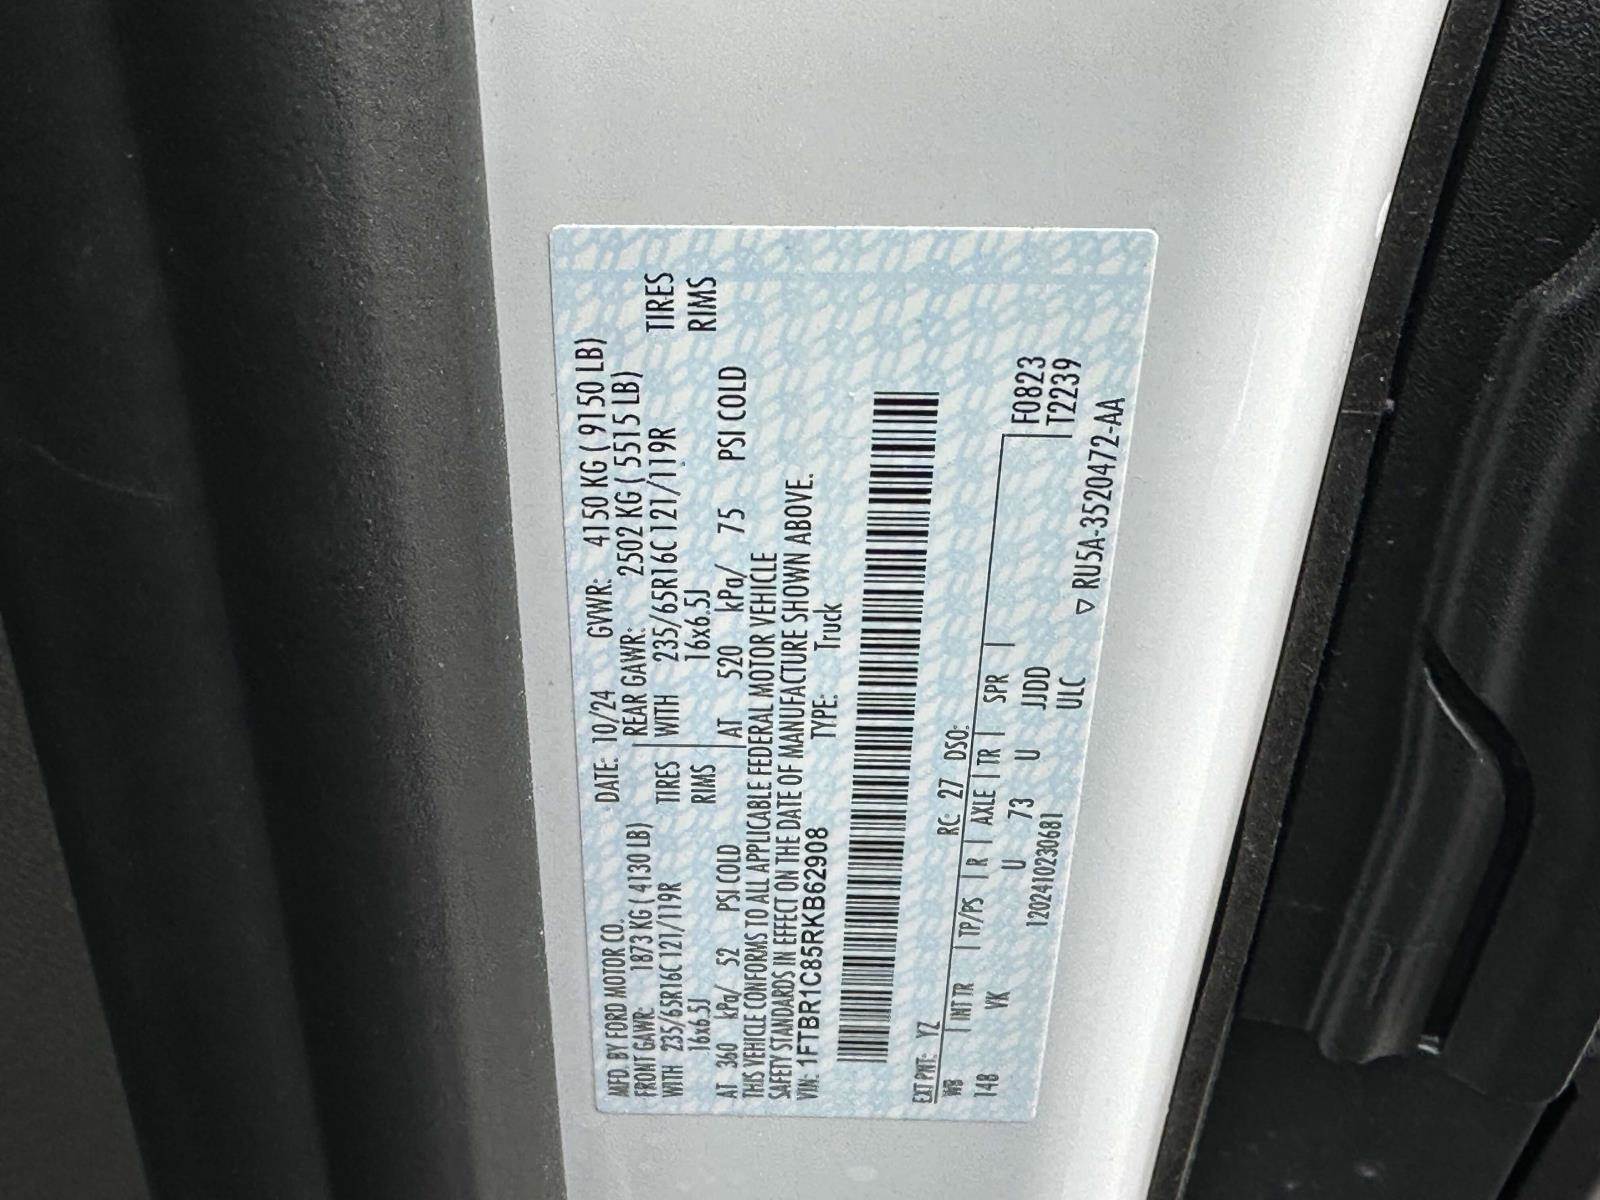 MFD. BY FORD MOTOR CO. DATE: 10/24 GVWR: 4150 KG ( 9150 LB)
FRONT GAWR: 1873 KG ( 4130 LB) REAR GAWR: 2502 KG ( 5515 LB)
WITH 235/65R16C 121/119R TIRES WITH 235/65R16C 121/119R TIRES
16x6.5J RIMS 16x6.5J RIMS
AT 360 kPa/ 52 PSI COLD AT 520 kPa/ 75 PSI COLD
THIS VEHICLE CONFORMS TO ALL APPLICABLE FEDERAL MOTOR VEHICLE
SAFETY STANDARDS IN EFFECT ON THE DATE OF MANUFACTURE SHOWN ABOVE.
VIN: 1FTBR1C85RKB62908 TYPE: Truck
EXT PNT: YZ RC: 27 DSO:
WB INT TR TP/PS R AXLE TR SPR F0823
148 VK U 73 U JJDD T2239
1202410230681 ULC
▽ RU5A-3520472-AA